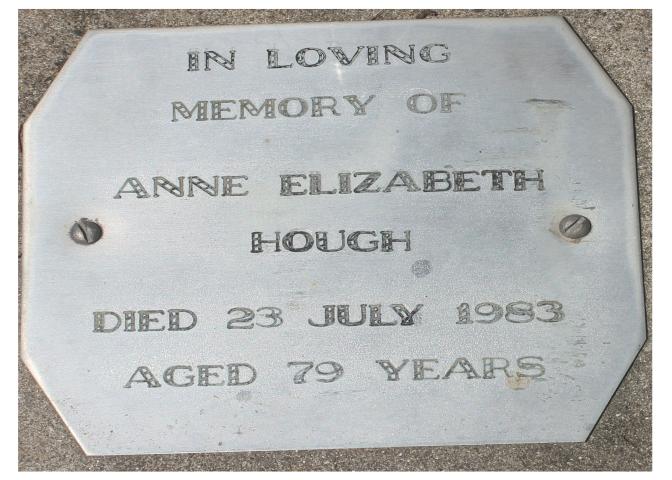 IN LOVING
MEMORY OF
ANNE ELIZABETH
HOUGH
DIED 23 JULY 1983
AGED 79 YEARS